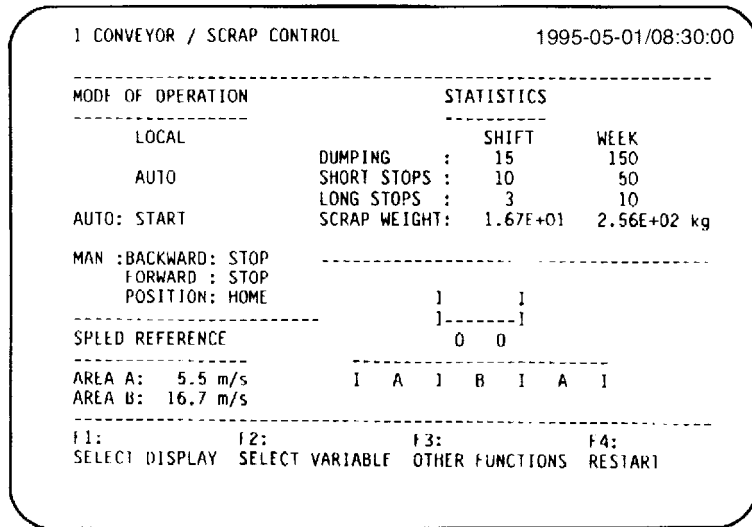 1 CONVEYOR / SCRAP CONTROL 1995-05-01/08:30:00
--------------------------------------------------------------------
MODE OF OPERATION STATISTICS
------------------ -----------
LOCAL SHIFT WEEK
DUMPING : 15 150
AUTO SHORT STOPS : 10 50
LONG STOPS : 3 10
AUTO: START SCRAP WEIGHT: 1.67E+01 2.56E+02 kg
MAN :BACKWARD: STOP -------------------- ------------------
FORWARD : STOP
POSITION: HOME I I
-------------------------- I-------I
SPEED REFERENCE 0 0
------------------ ---------------------------
AREA A: 5.5 m/s I A I B I A I
AREA B: 16.7 m/s
--------------------------------------------------------------------
F1: F2: F3: F4:
SELECT DISPLAY SELECT VARIABLE OTHER FUNCTIONS RESTART